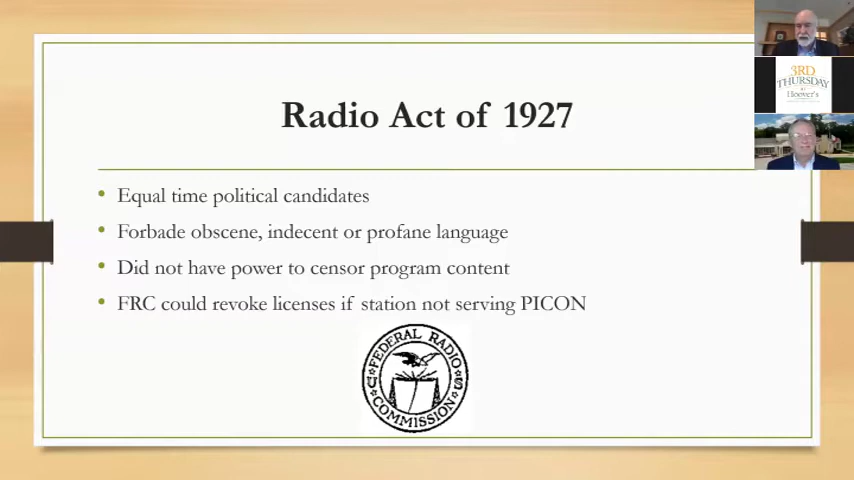 Radio Act of 1927
Equal time political candidates
Forbade obscene, indecent or profane language
Did not have power to censor program content
FRC could revoke licenses if station not serving PICON
FEDERAL RADIO
U S
COMMISSION
3RD
THURSDAY
AT
Hoover's